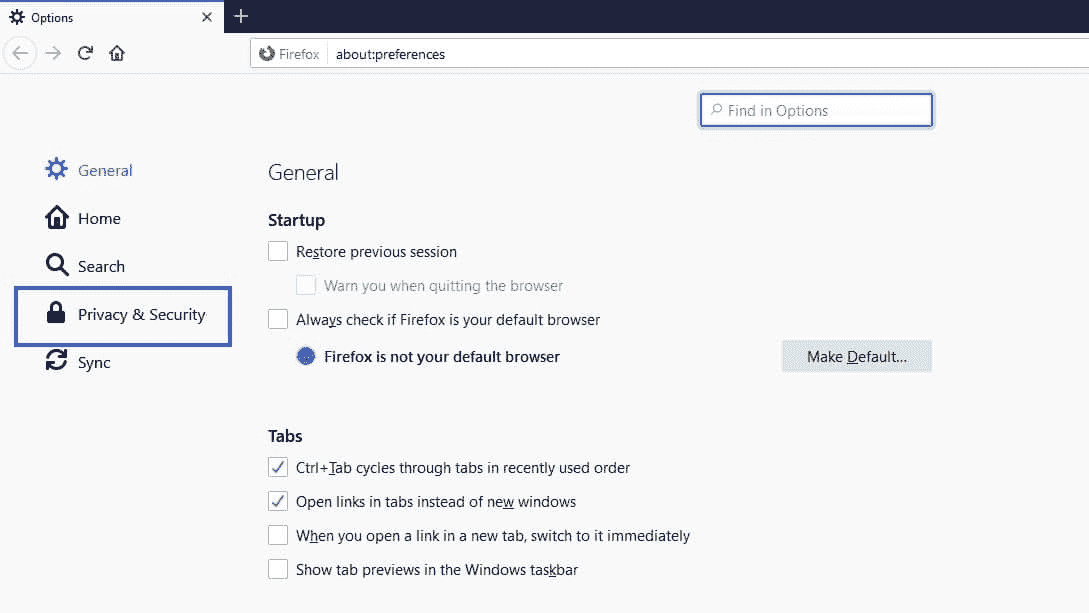 Options
Firefox about:preferences
Find in Options
General
Home
Search
Privacy & Security
Sync
General
Startup
Restore previous session
Warn you when quitting the browser
Always check if Firefox is your default browser
Firefox is not your default browser
Make Default...
Tabs
Ctrl+Tab cycles through tabs in recently used order
Open links in tabs instead of new windows
When you open a link in a new tab, switch to it immediately
Show tab previews in the Windows taskbar